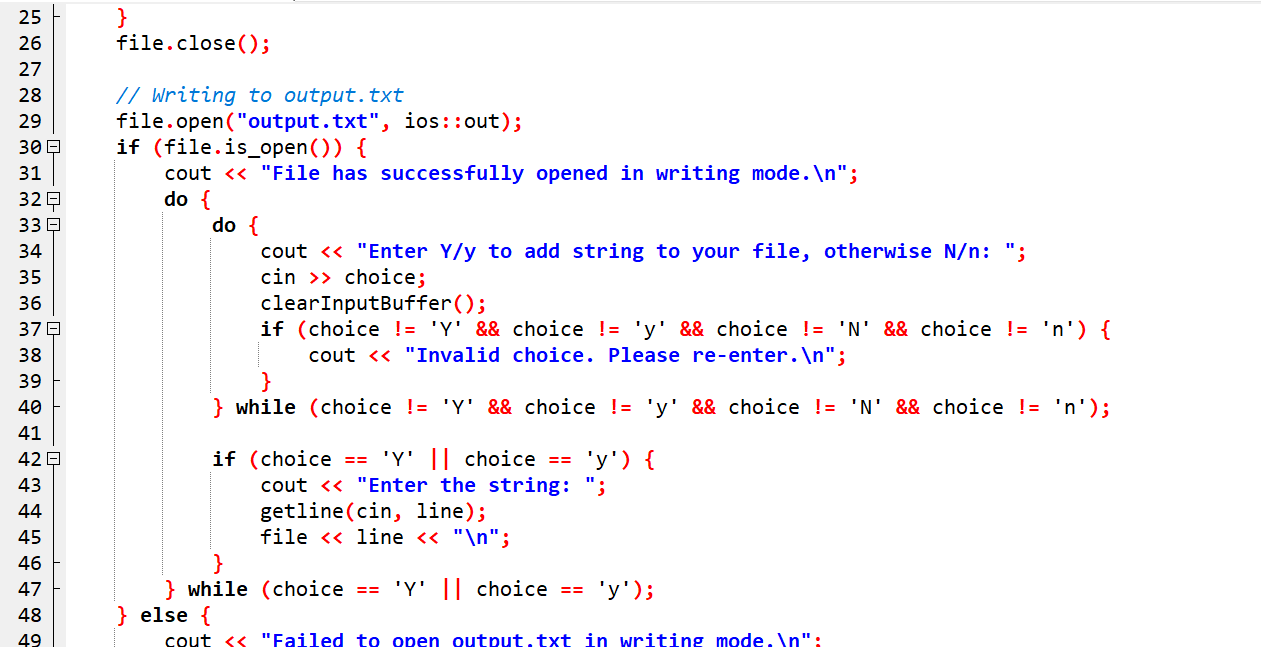 25 }
26 file.close();
27
28 // Writing to output.txt
29 file.open("output.txt", ios::out);
30 if (file.is_open()) {
31 cout << "File has successfully opened in writing mode.\n";
32 do {
33 do {
34 cout << "Enter Y/y to add string to your file, otherwise N/n: ";
35 cin >> choice;
36 clearInputBuffer();
37 if (choice != 'Y' && choice != 'y' && choice != 'N' && choice != 'n') {
38 cout << "Invalid choice. Please re-enter.\n";
39 }
40 } while (choice != 'Y' && choice != 'y' && choice != 'N' && choice != 'n');
41
42 if (choice == 'Y' || choice == 'y') {
43 cout << "Enter the string: ";
44 getline(cin, line);
45 file << line << "\n";
46 }
47 } while (choice == 'Y' || choice == 'y');
48 } else {
49 cout << "Failed to open output.txt in writing mode.\n";